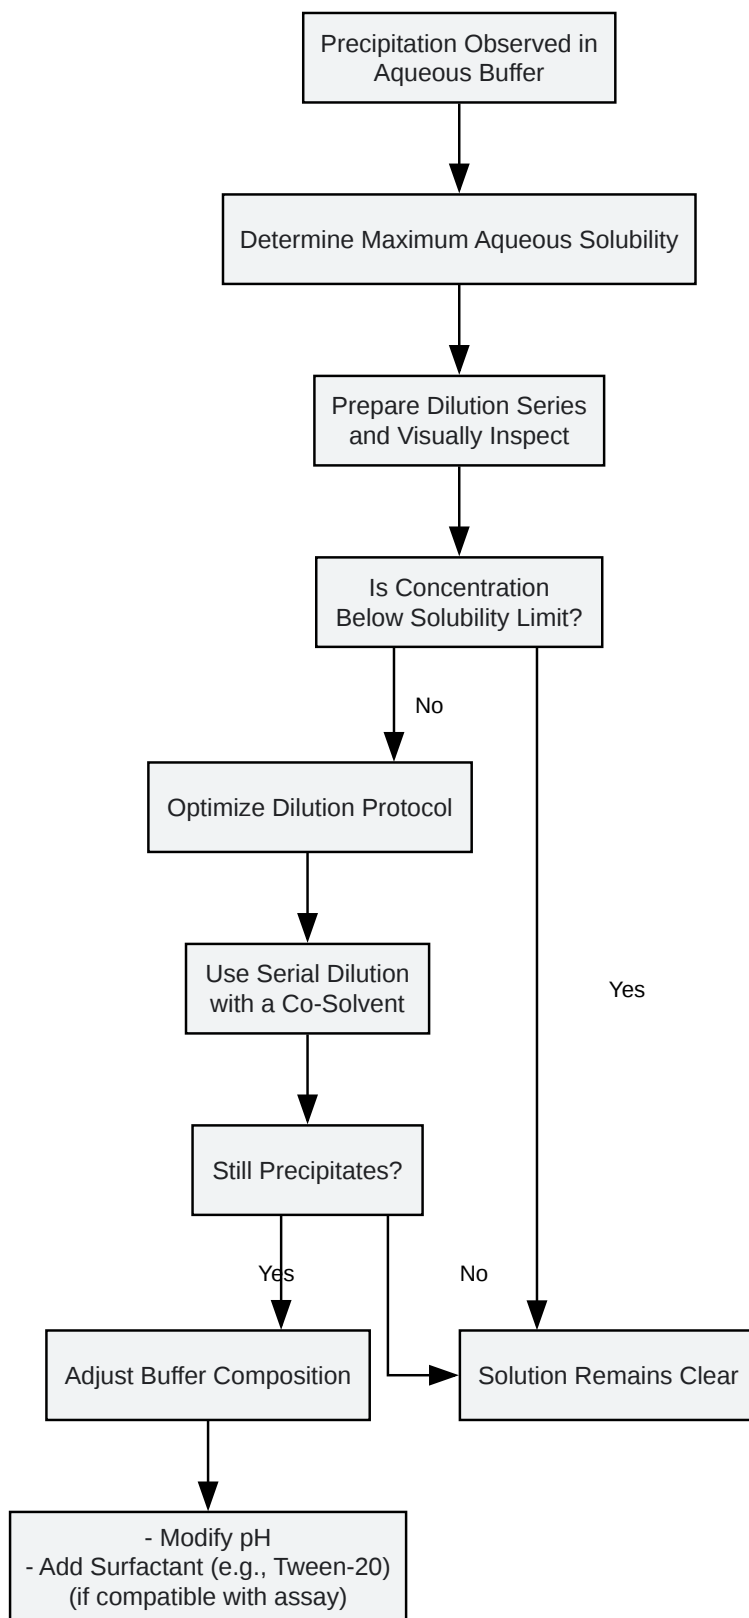 Precipitation Observed in
Aqueous Buffer
Determine Maximum Aqueous Solubility
Prepare Dilution Series
and Visually Inspect
Is Concentration
Below Solubility Limit?
No
Optimize Dilution Protocol
Use Serial Dilution
with a Co-Solvent
Yes
Still Precipitates?
Yes
No
Adjust Buffer Composition
Solution Remains Clear
- Modify pH
- Add Surfactant (e.g., Tween-20)
(if compatible with assay)